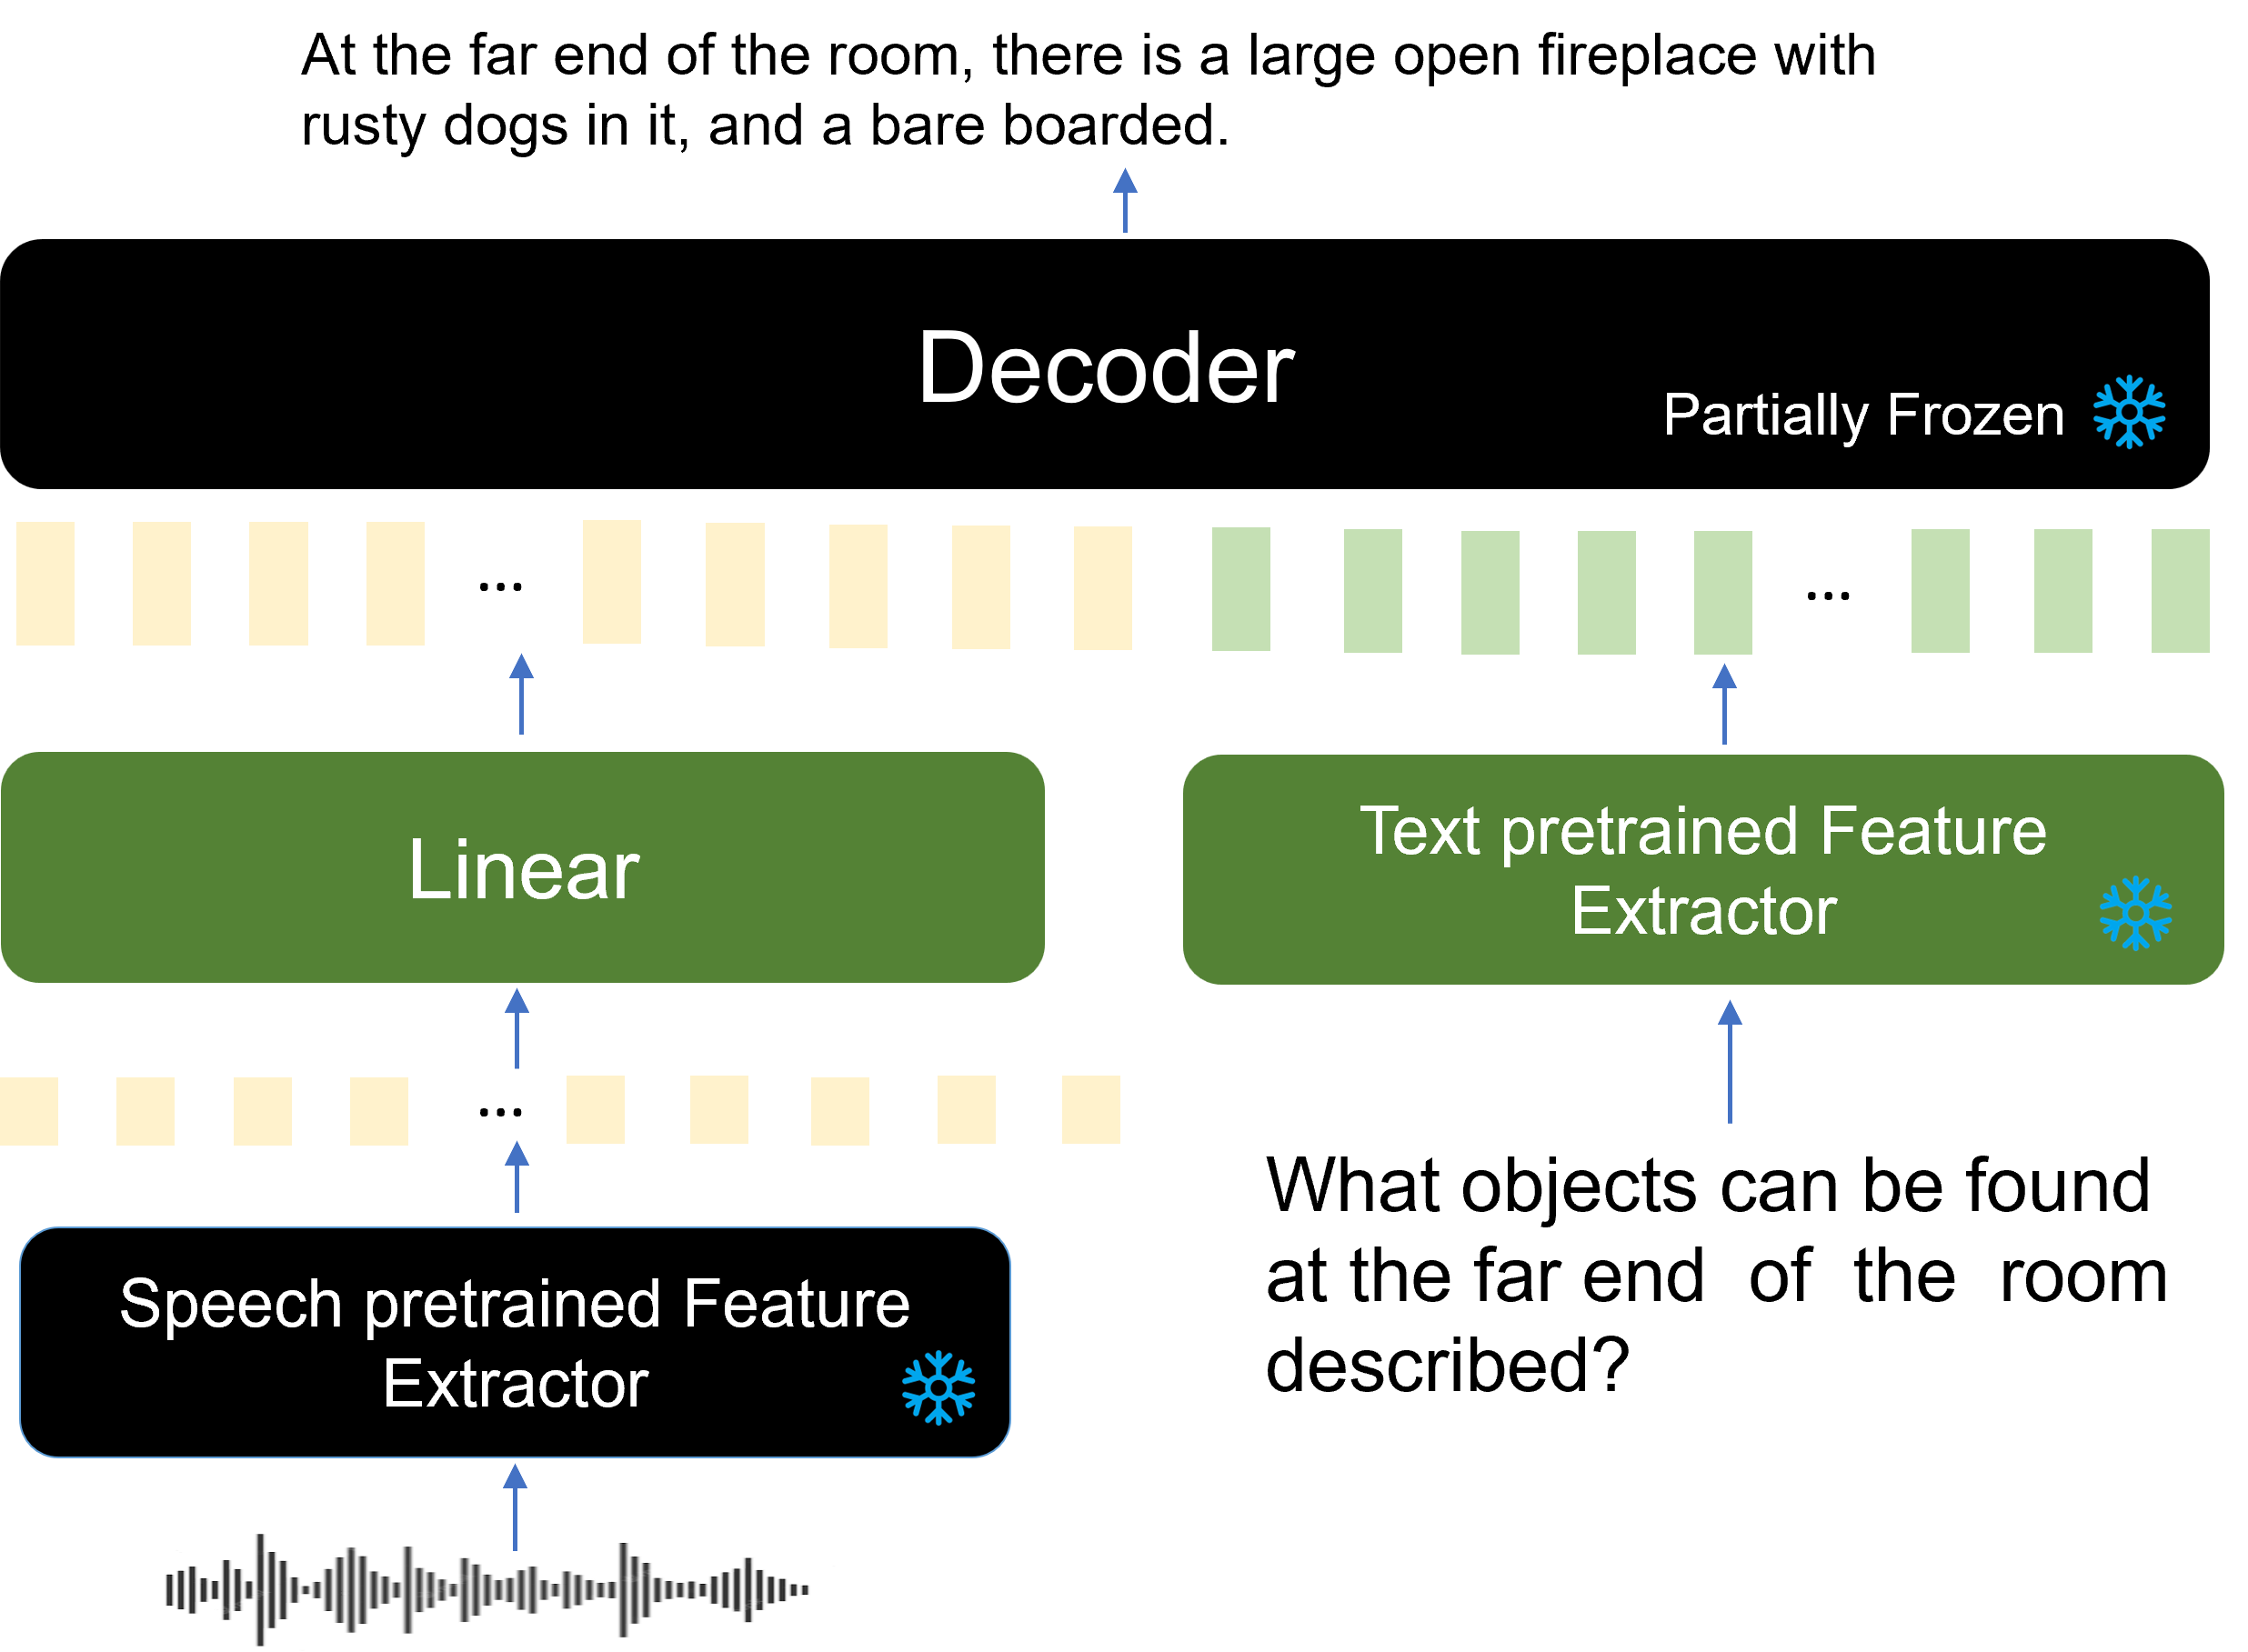 At the far end of the room, there is a large open fireplace with
rusty dogs in it, and a bare boarded.
Decoder
Partially Frozen
...
...
Linear
Text pretrained Feature
Extractor
...
What objects can be found
at the far end of the room
described?
Speech pretrained Feature
Extractor